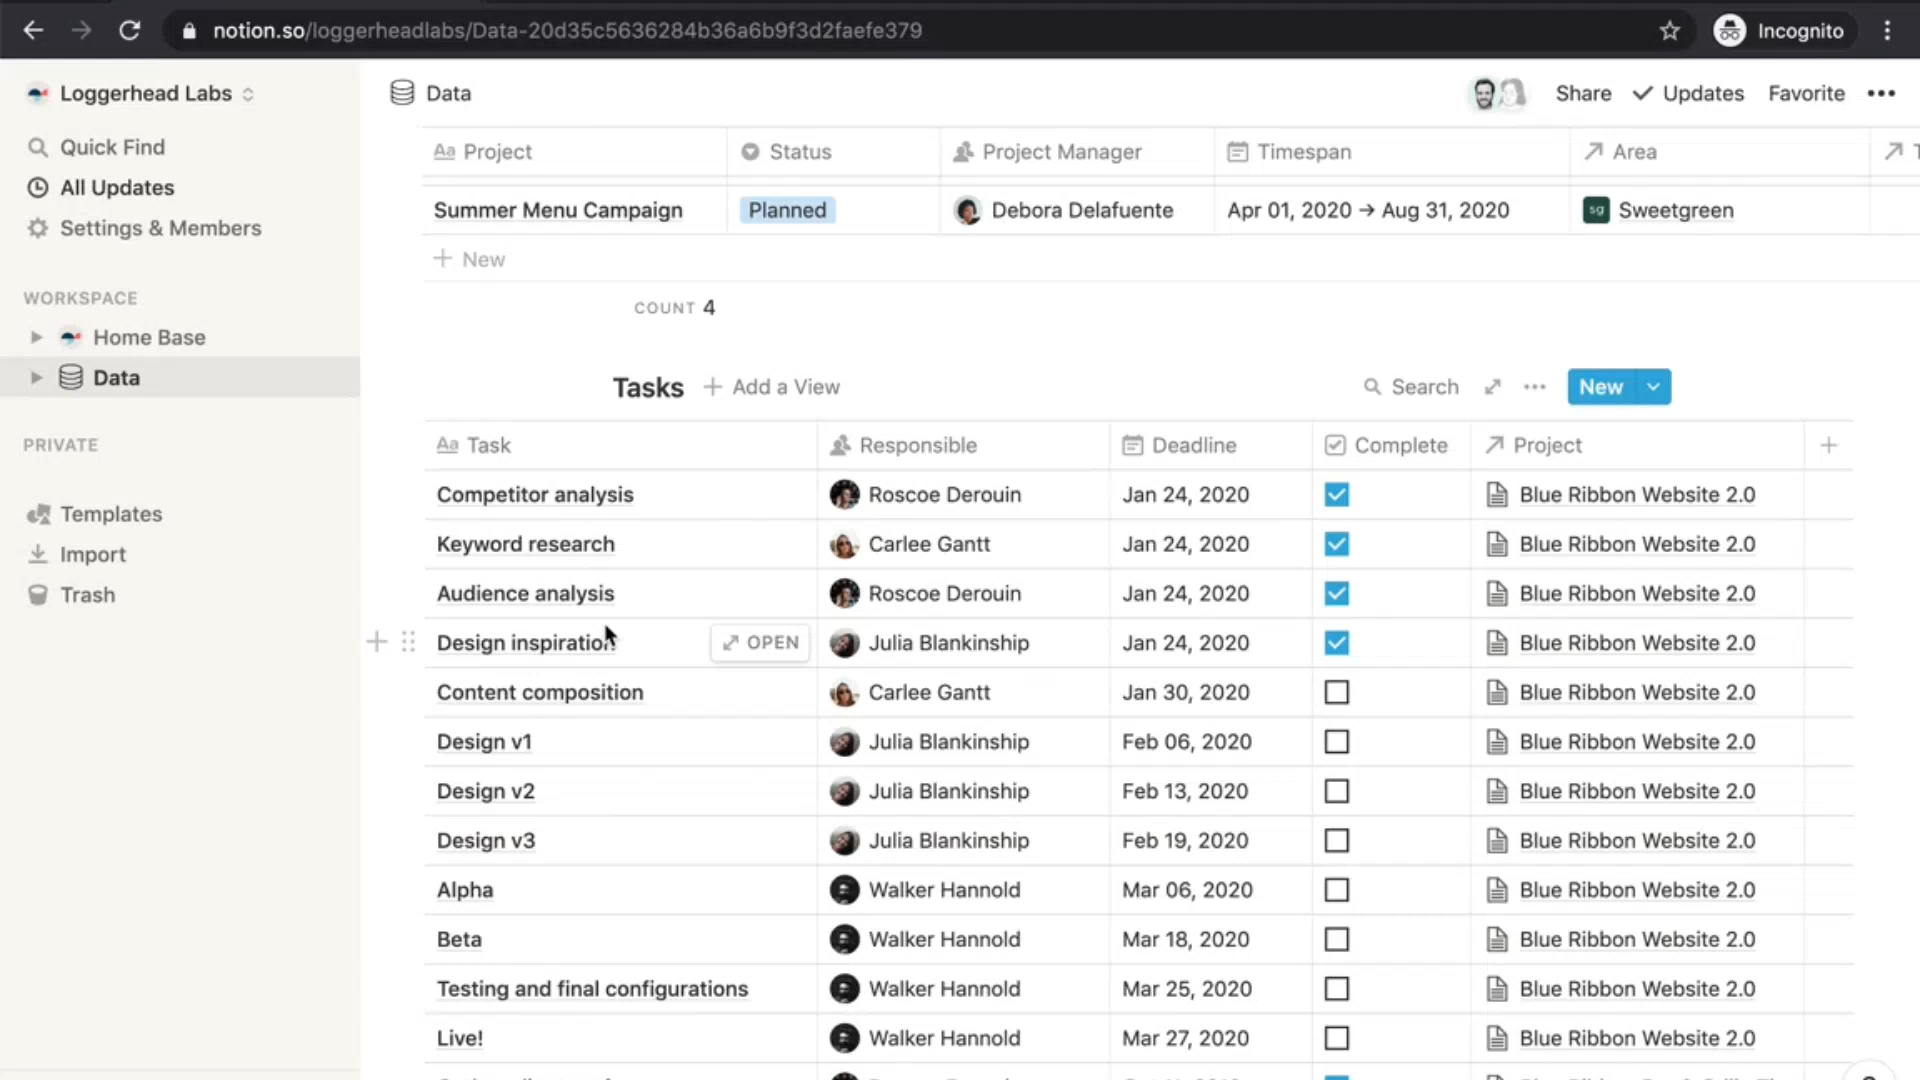 notion.so/loggerheadlabs/Data-20d35c5636284b36a6b9f3d2faefe379
Incognito
Loggerhead Labs
Data
Share
Updates
Favorite
Quick Find
All Updates
Settings & Members
WORKSPACE
Home Base
Data
PRIVATE
Templates
Import
Trash
Aa Project Status Project Manager Timespan Area
Summer Menu Campaign Planned Debora Delafuente Apr 01, 2020 → Aug 31, 2020 sg Sweetgreen
+ New
COUNT 4
Tasks + Add a View Search New
Aa Task Responsible Deadline Complete Project +
Competitor analysis Roscoe Derouin Jan 24, 2020 Blue Ribbon Website 2.0
Keyword research Carlee Gantt Jan 24, 2020 Blue Ribbon Website 2.0
Audience analysis Roscoe Derouin Jan 24, 2020 Blue Ribbon Website 2.0
Design inspiration OPEN Julia Blankinship Jan 24, 2020 Blue Ribbon Website 2.0
Content composition Carlee Gantt Jan 30, 2020 Blue Ribbon Website 2.0
Design v1 Julia Blankinship Feb 06, 2020 Blue Ribbon Website 2.0
Design v2 Julia Blankinship Feb 13, 2020 Blue Ribbon Website 2.0
Design v3 Julia Blankinship Feb 19, 2020 Blue Ribbon Website 2.0
Alpha Walker Hannold Mar 06, 2020 Blue Ribbon Website 2.0
Beta Walker Hannold Mar 18, 2020 Blue Ribbon Website 2.0
Testing and final configurations Walker Hannold Mar 25, 2020 Blue Ribbon Website 2.0
Live! Walker Hannold Mar 27, 2020 Blue Ribbon Website 2.0